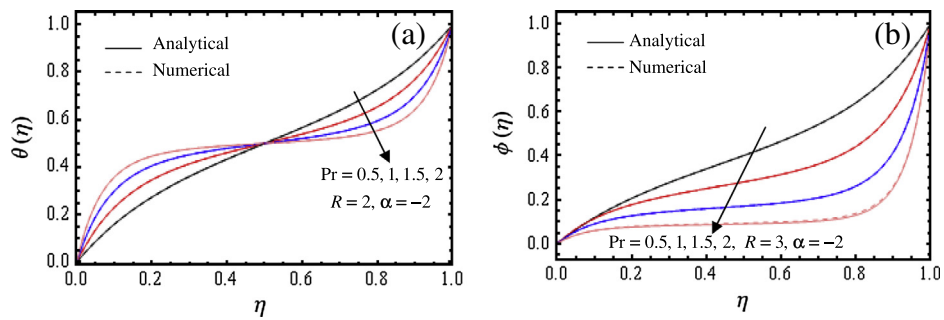 (a)
Analytical
Numerical
Pr = 0.5, 1, 1.5, 2
R = 2, α = −2
θ (η)
1.0
0.8
0.6
0.4
0.2
0.0
0.0 0.2 0.4 0.6 0.8 1.0
η
(b)
Analytical
Numerical
Pr = 0.5, 1, 1.5, 2, R = 3, α = −2
ϕ (η)
1.0
0.8
0.6
0.4
0.2
0.0
0.0 0.2 0.4 0.6 0.8 1.0
η